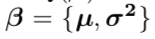 β = {μ, σ²}